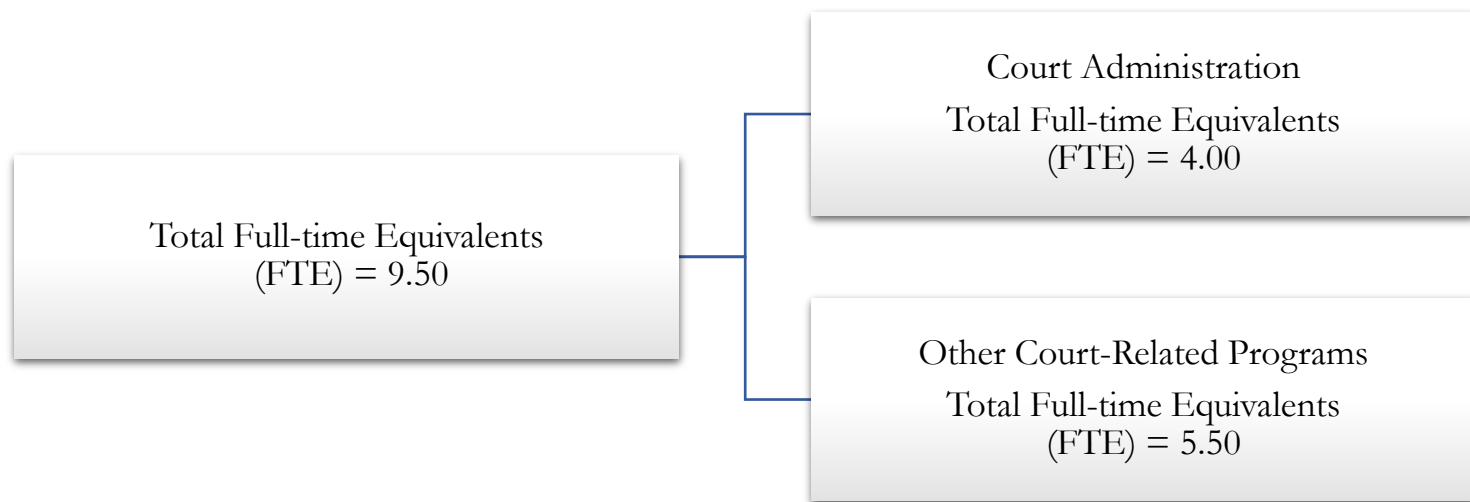 Total Full-time Equivalents
(FTE) = 9.50
Court Administration
Total Full-time Equivalents
(FTE) = 4.00
Other Court-Related Programs
Total Full-time Equivalents
(FTE) = 5.50